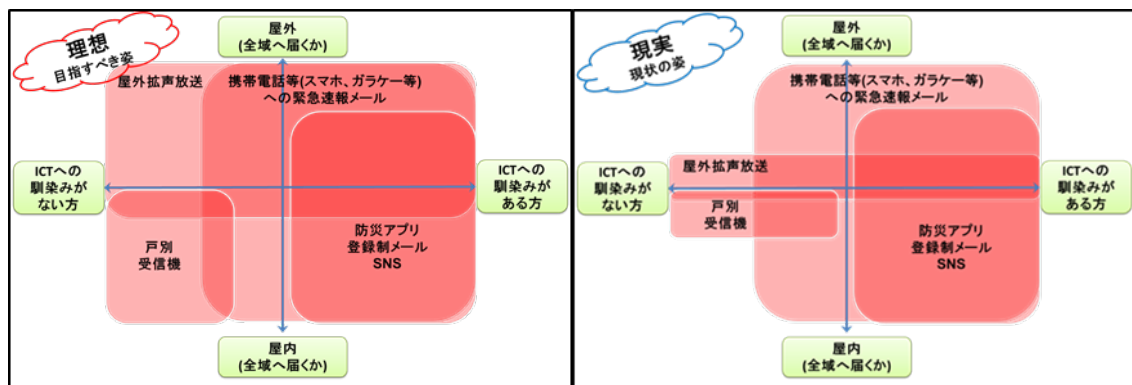 理想
目指すべき姿
屋外
(全域へ届くか)
屋外拡声放送
携帯電話等(スマホ、ガラケー等)
への緊急速報メール
ICTへの
馴染みが
ない方
ICTへの
馴染みが
ある方
戸別
受信機
防災アプリ
登録制メール
SNS
屋内
(全域へ届くか)
現実
現状の姿
屋外
(全域へ届くか)
携帯電話等(スマホ、ガラケー等)
への緊急速報メール
屋外拡声放送
ICTへの
馴染みが
ない方
ICTへの
馴染みが
ある方
戸別
受信機
防災アプリ
登録制メール
SNS
屋内
(全域へ届くか)